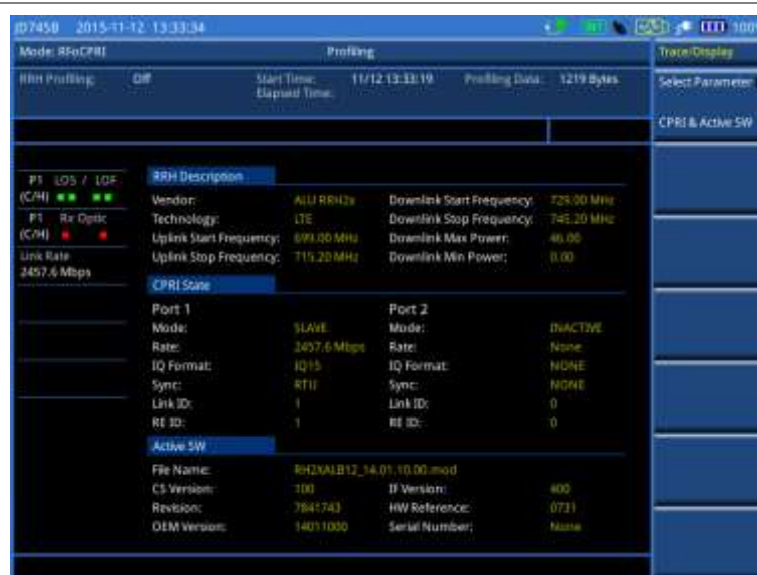 JD745B 2015-11-12 13:33:34 INT 100%
Mode: RFoCPRI Profiling Trace/Display
RRH Profiling: Off Start Time: 11/12 13:33:19 Profiling Data: 1219 Bytes
Elapsed Time:
Select Parameter
CPRI & Active SW
P1 LOS / LOF
(C/H)
P1 Rx Optic
(C/H)
Link Rate
2457.6 Mbps
RRH Description
Vendor: ALU RRH2x Downlink Start Frequency: 729.00 MHz
Technology: LTE Downlink Stop Frequency: 745.20 MHz
Uplink Start Frequency: 699.00 MHz Downlink Max Power: 46.00
Uplink Stop Frequency: 715.20 MHz Downlink Min Power: 0.00
CPRI State
Port 1 Port 2
Mode: SLAVE Mode: INACTIVE
Rate: 2457.6 Mbps Rate: None
IQ Format: IQ15 IQ Format: NONE
Sync: RTU Sync: NONE
Link ID: 1 Link ID: 0
RE ID: 1 RE ID: 0
Active SW
File Name: RH2XALB12_14.01.10.00.mod
CS Version: 100 IF Version: 400
Revision: 7841743 HW Reference: 0731
OEM Version: 14011000 Serial Number: None